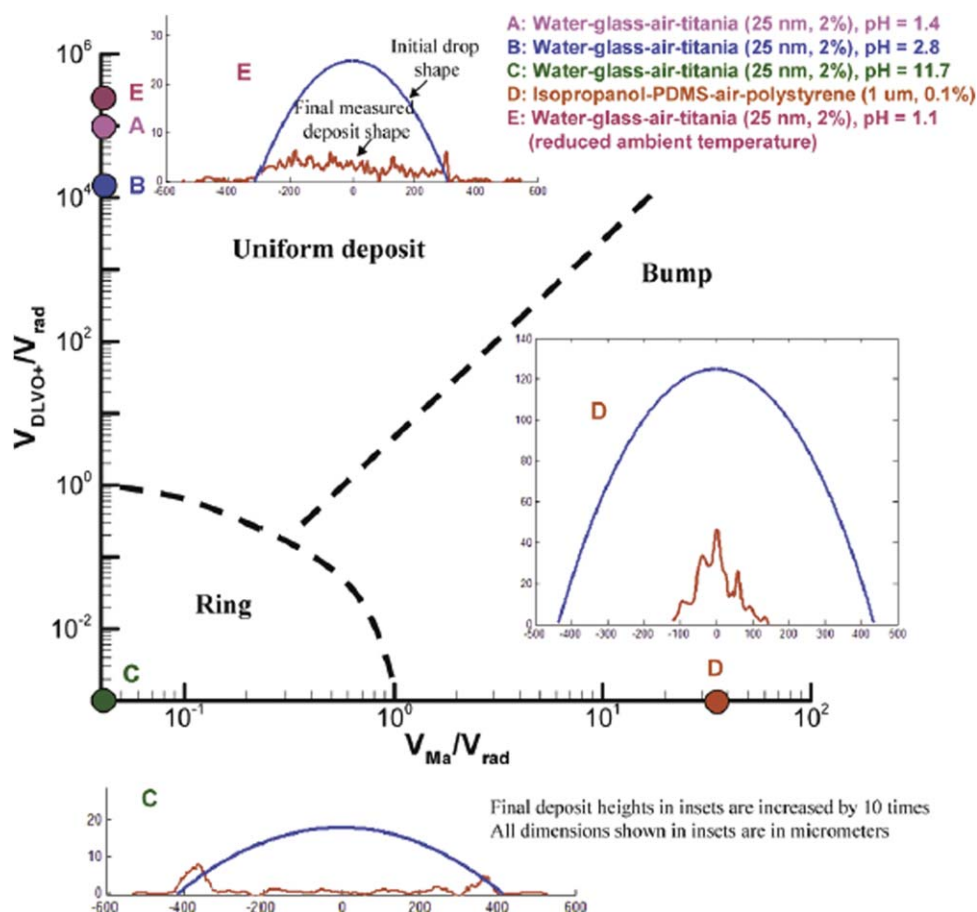 A: Water-glass-air-titania (25 nm, 2%), pH = 1.4
B: Water-glass-air-titania (25 nm, 2%), pH = 2.8
C: Water-glass-air-titania (25 nm, 2%), pH = 11.7
D: Isopropanol-PDMS-air-polystyrene (1 um, 0.1%)
E: Water-glass-air-titania (25 nm, 2%), pH = 1.1
(reduced ambient temperature)
10^6
10^4
10^2
10^0
10^-2
V_DLVO+/V_rad
E
A
B
30
20
10
0
E
Initial drop
shape
Final measured
deposit shape
-600 -400 -200 0 200 400 600
Uniform deposit
Bump
Ring
140
120
100
80
60
40
20
0
D
-500 -400 -300 -200 -100 0 100 200 300 400 500
C
D
10^-1 10^0 10^1 10^2
V_Ma/V_rad
C
20
10
0
-600 -400 -200 0 200 400 600
Final deposit heights in insets are increased by 10 times
All dimensions shown in insets are in micrometers